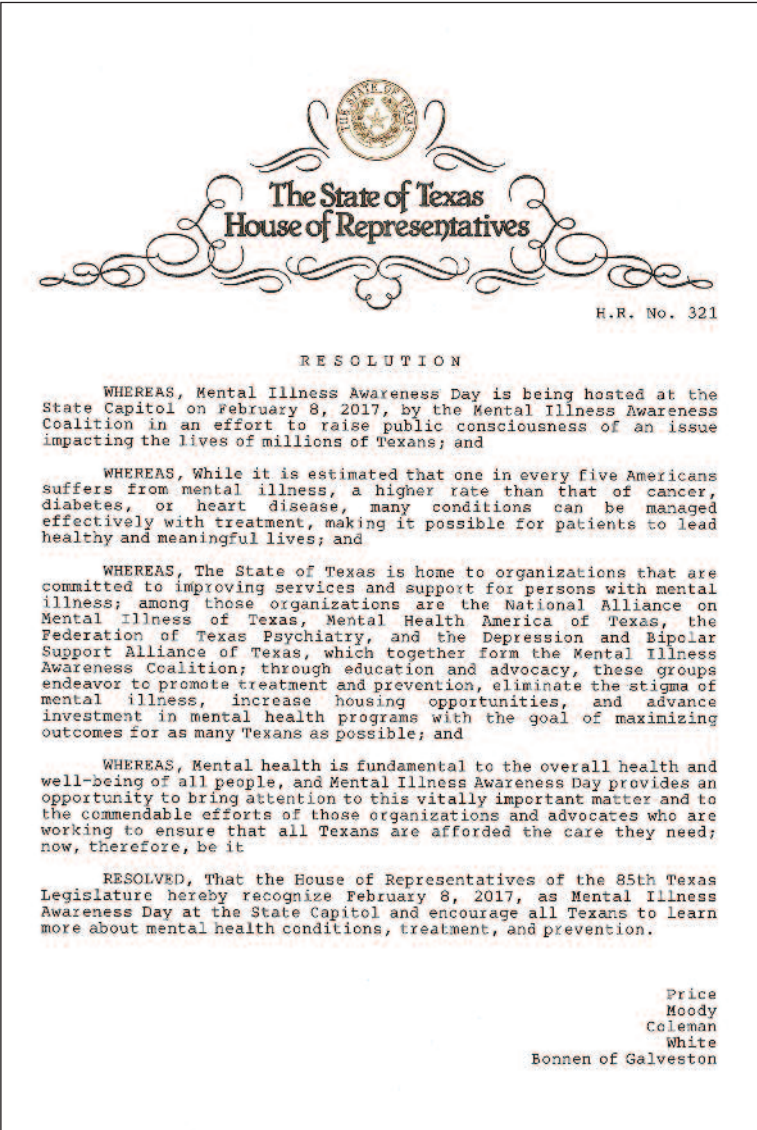 THE STATE OF TEXAS
The State of Texas
House of Representatives
H.R. No. 321
RESOLUTION
WHEREAS, Mental Illness Awareness Day is being hosted at the
State Capitol on February 8, 2017, by the Mental Illness Awareness
Coalition in an effort to raise public consciousness of an issue
impacting the lives of millions of Texans; and
WHEREAS, While it is estimated that one in every five Americans
suffers from mental illness, a higher rate than that of cancer,
diabetes, or heart disease, many conditions can be managed
effectively with treatment, making it possible for patients to lead
healthy and meaningful lives; and
WHEREAS, The State of Texas is home to organizations that are
committed to improving services and support for persons with mental
illness; among those organizations are the National Alliance on
Mental Illness of Texas, Mental Health America of Texas, the
Federation of Texas Psychiatry, and the Depression and Bipolar
Support Alliance of Texas, which together form the Mental Illness
Awareness Coalition; through education and advocacy, these groups
endeavor to promote treatment and prevention, eliminate the stigma of
mental illness, increase housing opportunities, and advance
investment in mental health programs with the goal of maximizing
outcomes for as many Texans as possible; and
WHEREAS, Mental health is fundamental to the overall health and
well-being of all people, and Mental Illness Awareness Day provides an
opportunity to bring attention to this vitally important matter and to
the commendable efforts of those organizations and advocates who are
working to ensure that all Texans are afforded the care they need;
now, therefore, be it
RESOLVED, That the House of Representatives of the 85th Texas
Legislature hereby recognize February 8, 2017, as Mental Illness
Awareness Day at the State Capitol and encourage all Texans to learn
more about mental health conditions, treatment, and prevention.
Price
Moody
Coleman
White
Bonnen of Galveston